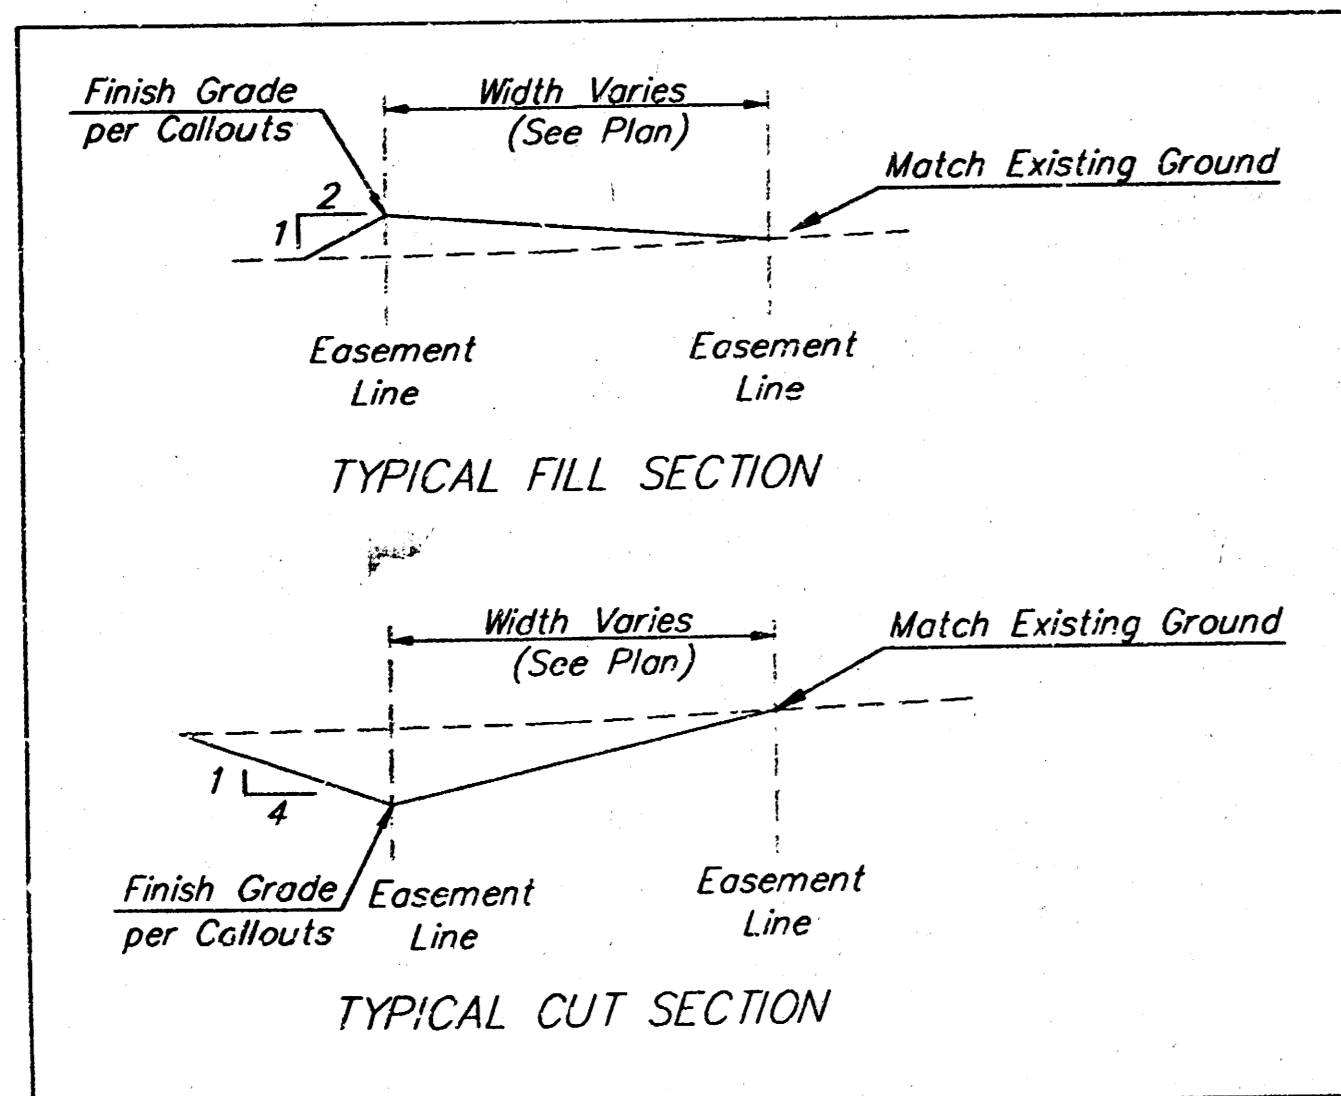 Finish Grade
per Callouts
Width Varies
(See Plan)
Match Existing Ground
2
1
Easement
Line
Easement
Line
TYPICAL FILL SECTION
Width Varies
(See Plan)
Match Existing Ground
1
4
Finish Grade
per Callouts
Easement
Line
Easement
Line
TYPICAL CUT SECTION